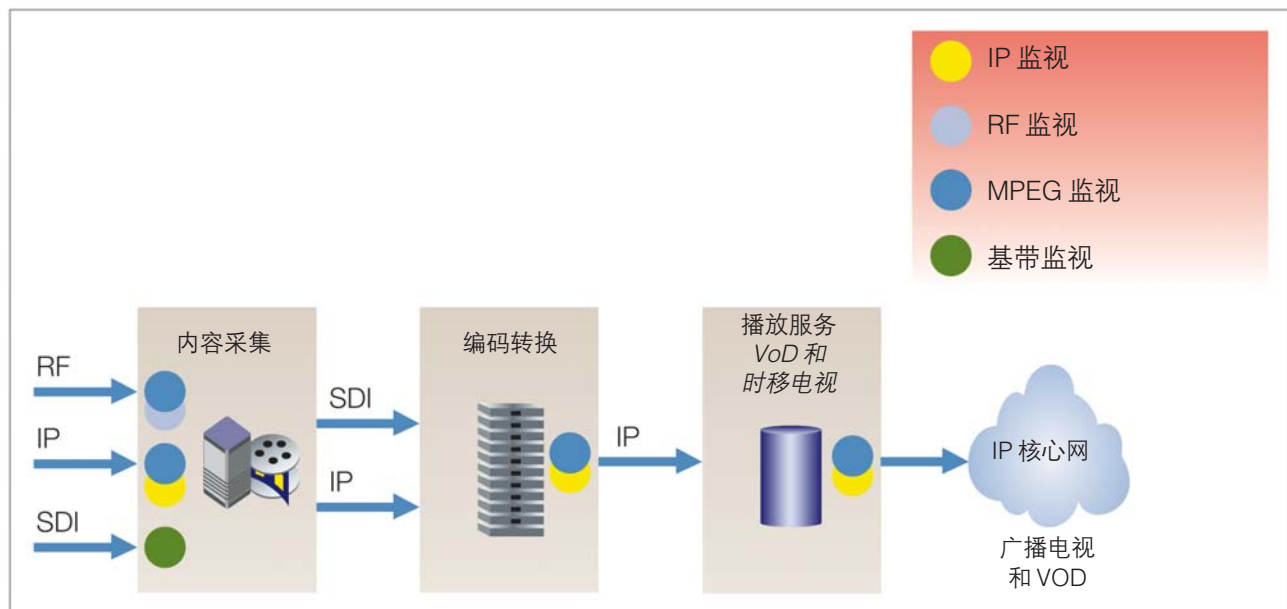 IP 监视
RF 监视
MPEG 监视
基带监视
内容采集
编码转换
播放服务
VoD 和
时移电视
RF
IP
SDI
SDI
IP
IP
IP 核心网
广播电视
和 VOD